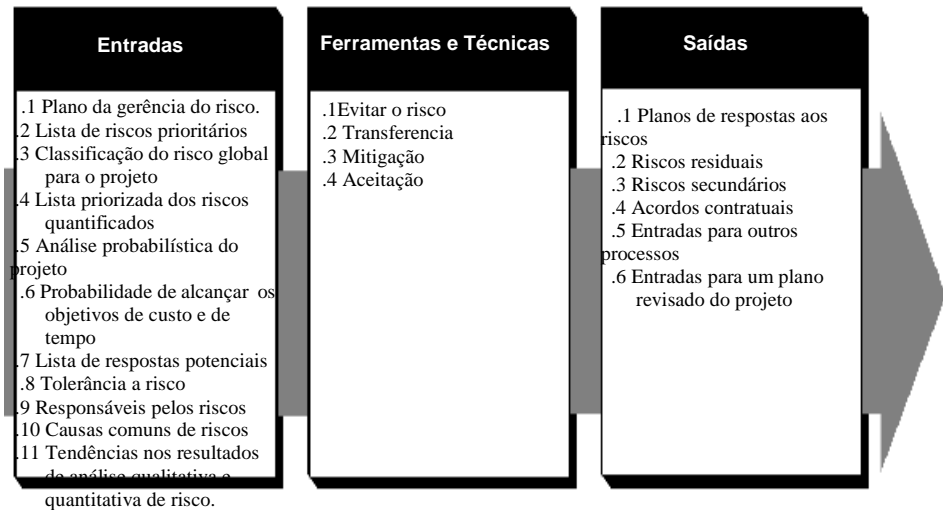 Entradas
.1 Plano da gerência do risco.
.2 Lista de riscos prioritários
.3 Classificação do risco global
para o projeto
.4 Lista priorizada dos riscos
quantificados
.5 Análise probabilística do
projeto
.6 Probabilidade de alcançar os
objetivos de custo e de
tempo
.7 Lista de respostas potenciais
.8 Tolerância a risco
.9 Responsáveis pelos riscos
.10 Causas comuns de riscos
.11 Tendências nos resultados
de análise qualitativa e
quantitativa de risco.
Ferramentas e Técnicas
.1Evitar o risco
.2 Transferencia
.3 Mitigação
.4 Aceitação
Saídas
.1 Planos de respostas aos
riscos
.2 Riscos residuais
.3 Riscos secundários
.4 Acordos contratuais
.5 Entradas para outros
processos
.6 Entradas para um plano
revisado do projeto